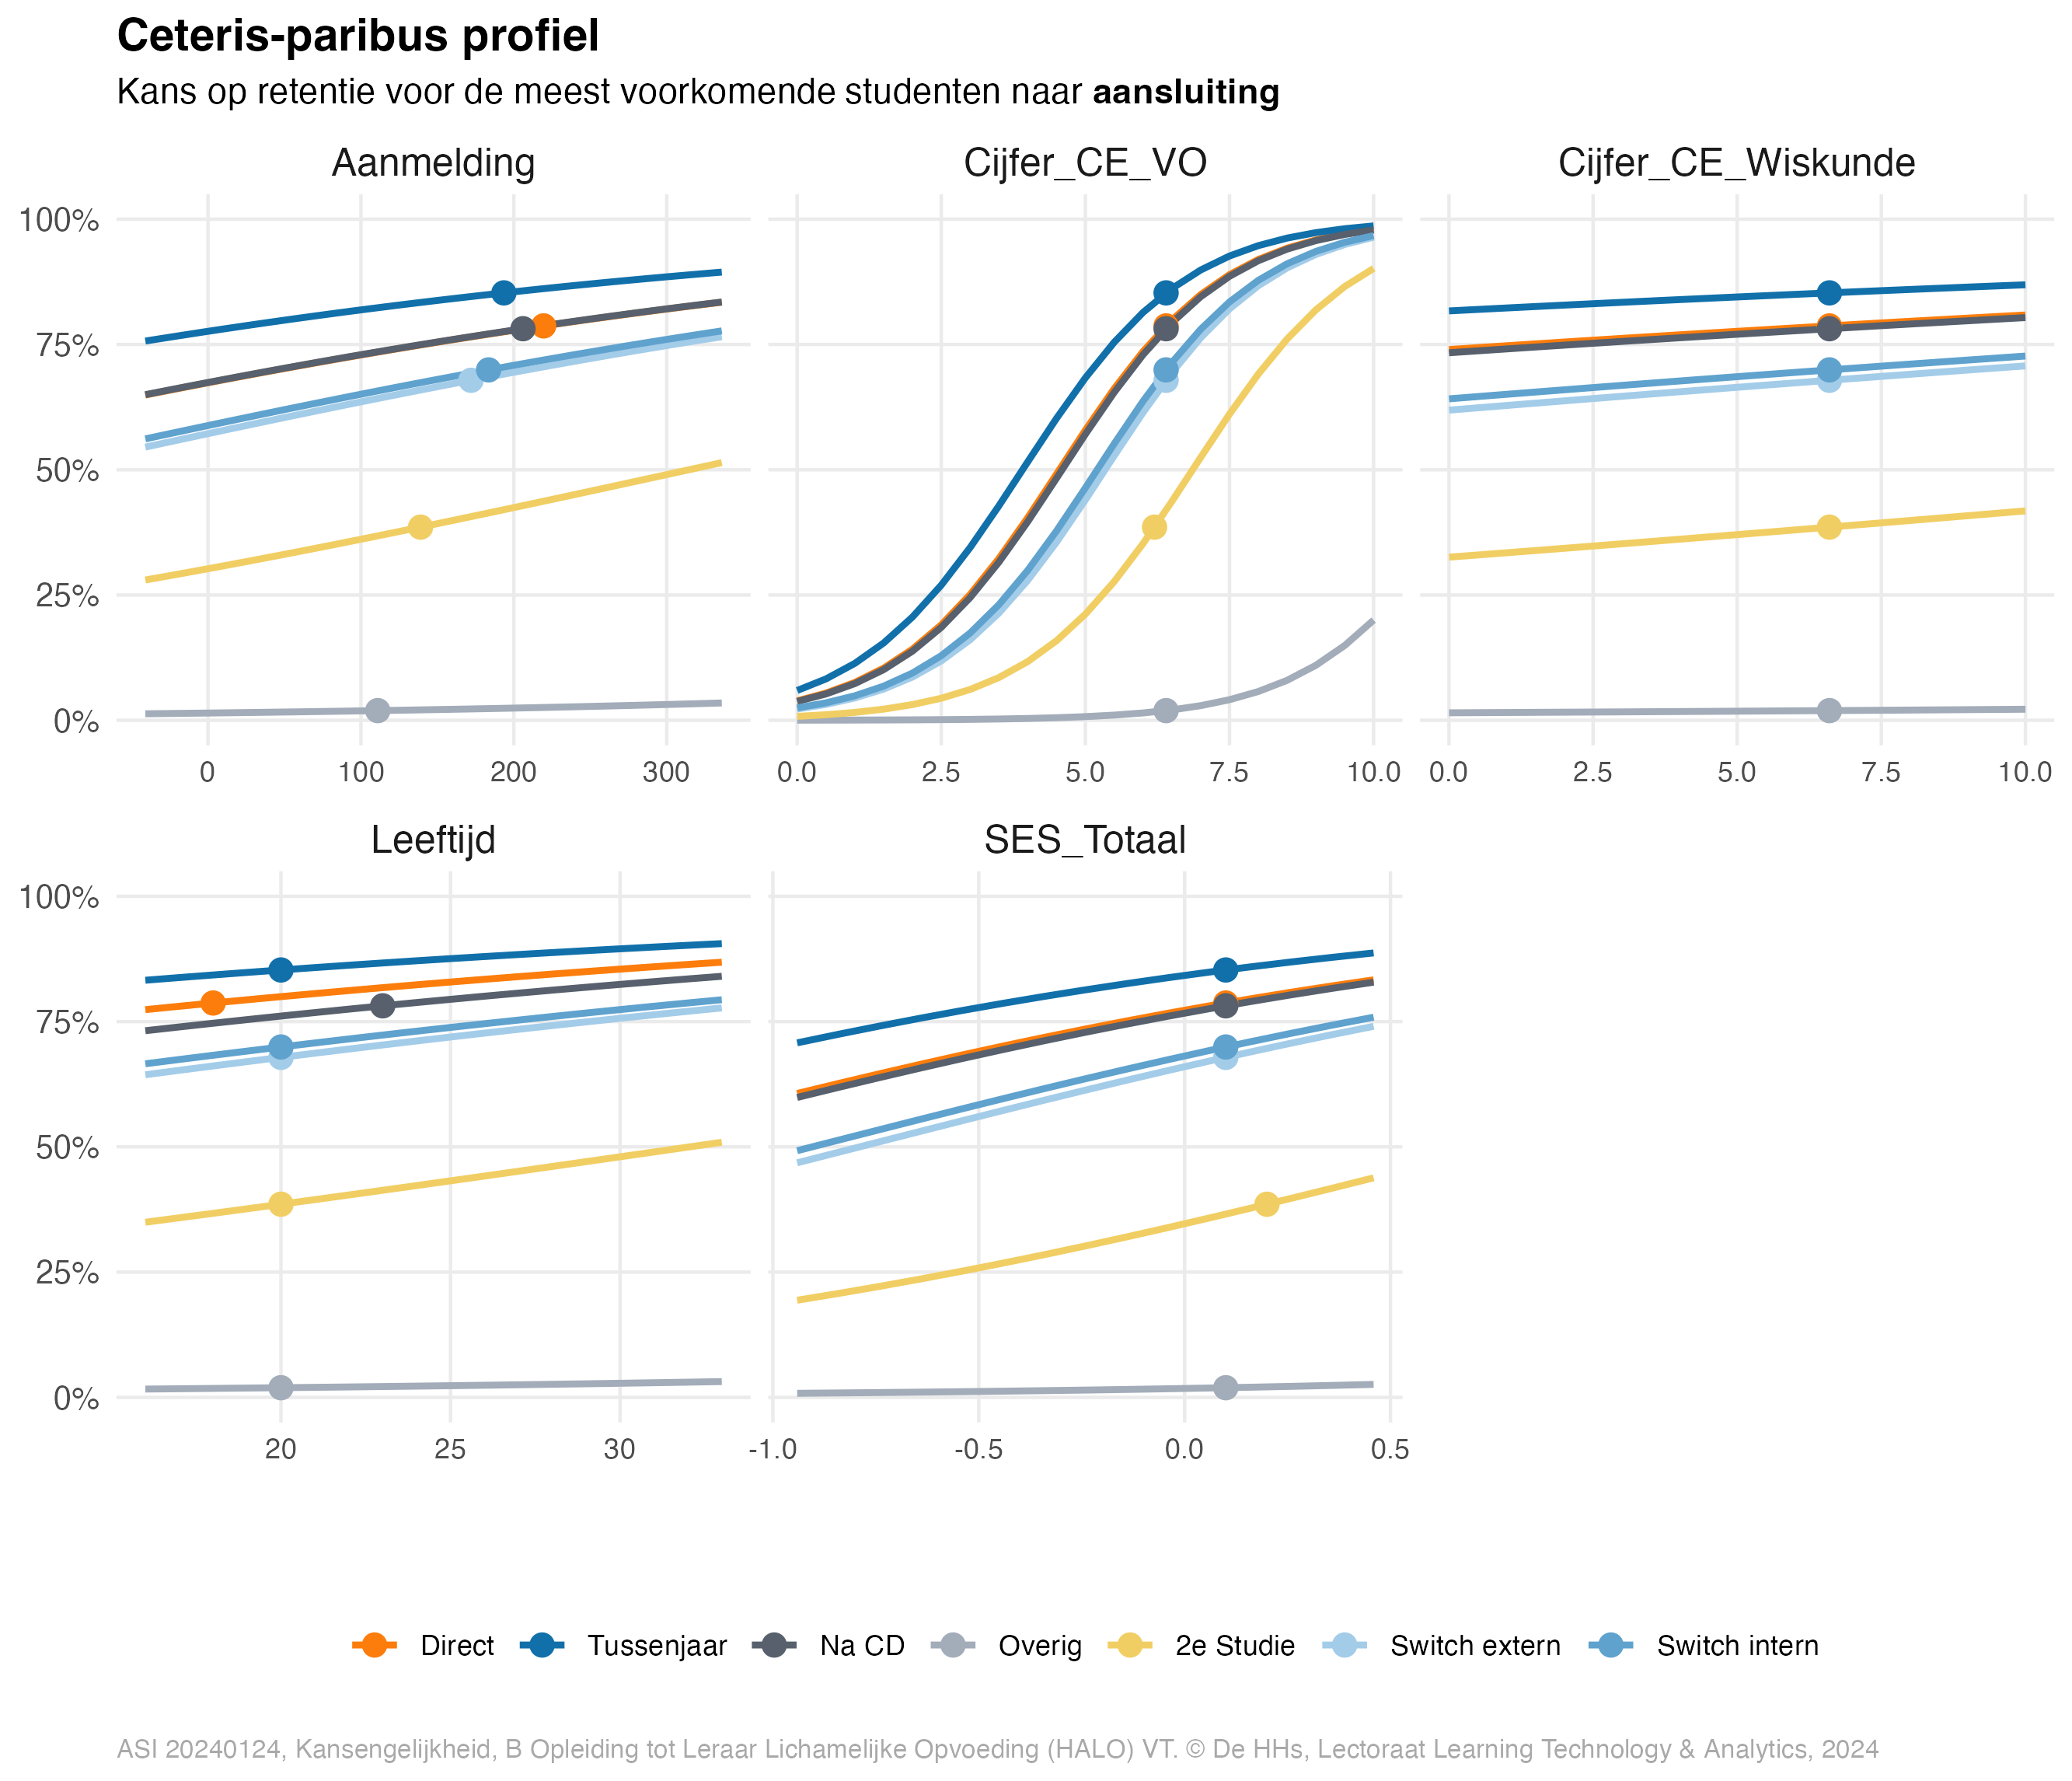 Ceteris-paribus profiel
Kans op retentie voor de meest voorkomende studenten naar aansluiting
Aanmelding Cijfer_CE_VO Cijfer_CE_Wiskunde
100%
75%
50%
25%
0%
0 100 200 300 0.0 2.5 5.0 7.5 10.0 0.0 2.5 5.0 7.5 10.0
Leeftijd SES_Totaal
100%
75%
50%
25%
0%
20 25 30 -1.0 -0.5 0.0 0.5
Direct Tussenjaar Na CD Overig 2e Studie Switch extern Switch intern
ASI 20240124, Kansengelijkheid, B Opleiding tot Leraar Lichamelijke Opvoeding (HALO) VT. © De HHs, Lectoraat Learning Technology & Analytics, 2024